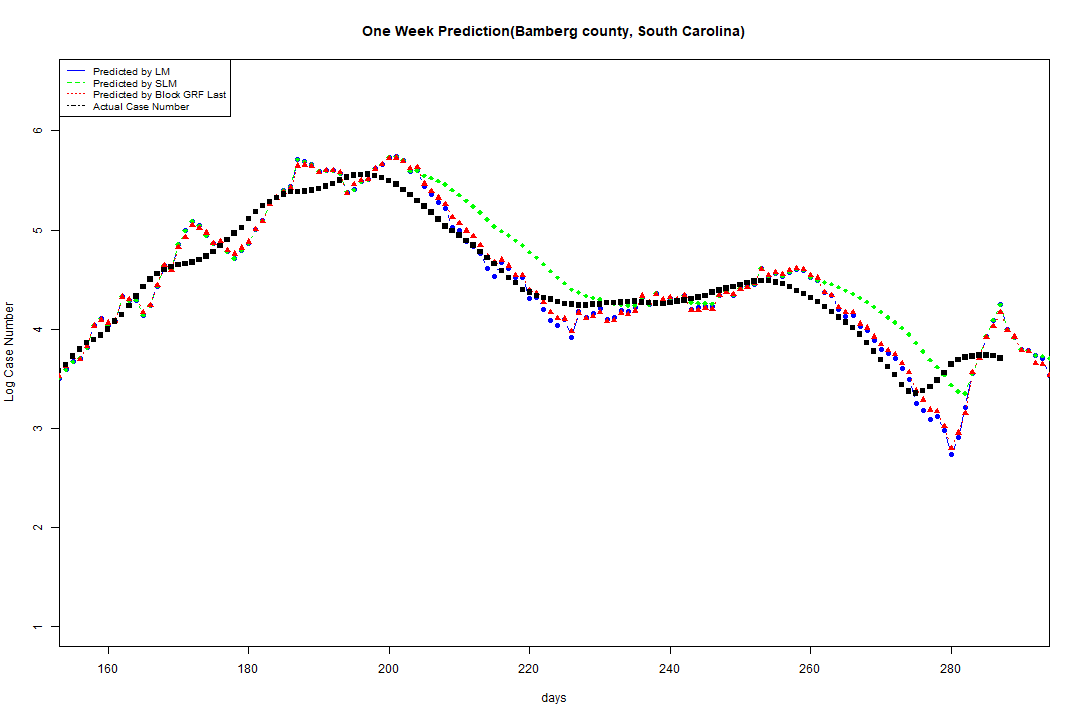 One Week Prediction(Bamberg county, South Carolina)
Predicted by LM
Predicted by SLM
Predicted by Block GRF Last
Actual Case Number
6
5
4
3
2
1
Log Case Number
160 180 200 220 240 260 280
days